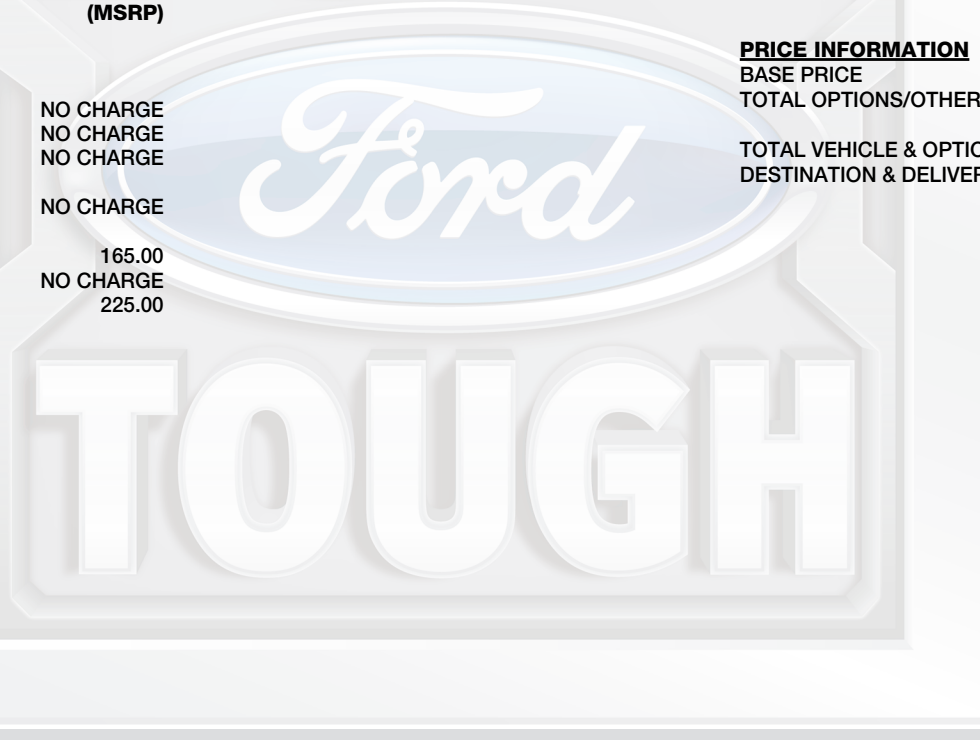 (MSRP)
NO CHARGE
NO CHARGE
NO CHARGE
NO CHARGE
165.00
NO CHARGE
225.00
PRICE INFORMATION
BASE PRICE
TOTAL OPTIONS/OTHER
TOTAL VEHICLE & OPTIO
DESTINATION & DELIVER
Ford
TOUGH